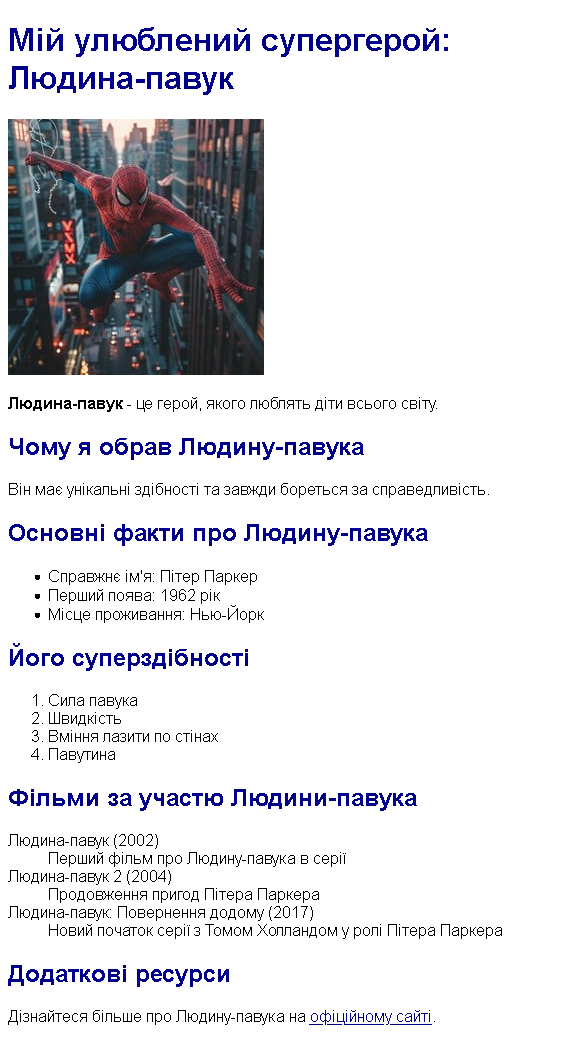 Мій улюблений супергерой:
Людина-павук
Людина-павук - це герой, якого люблять діти всього світу.
Чому я обрав Людину-павука
Він має унікальні здібності та завжди бореться за справедливість.
Основні факти про Людину-павука
• Справжнє ім'я: Пітер Паркер
• Перший поява: 1962 рік
• Місце проживання: Нью-Йорк
Його суперздібності
1. Сила павука
2. Швидкість
3. Вміння лазити по стінах
4. Павутина
Фільми за участю Людини-павука
Людина-павук (2002)
Перший фільм про Людину-павука в серії
Людина-павук 2 (2004)
Продовження пригод Пітера Паркера
Людина-павук: Повернення додому (2017)
Новий початок серії з Томом Холландом у ролі Пітера Паркера
Додаткові ресурси
Дізнайтеся більше про Людину-павука на офіційному сайті.